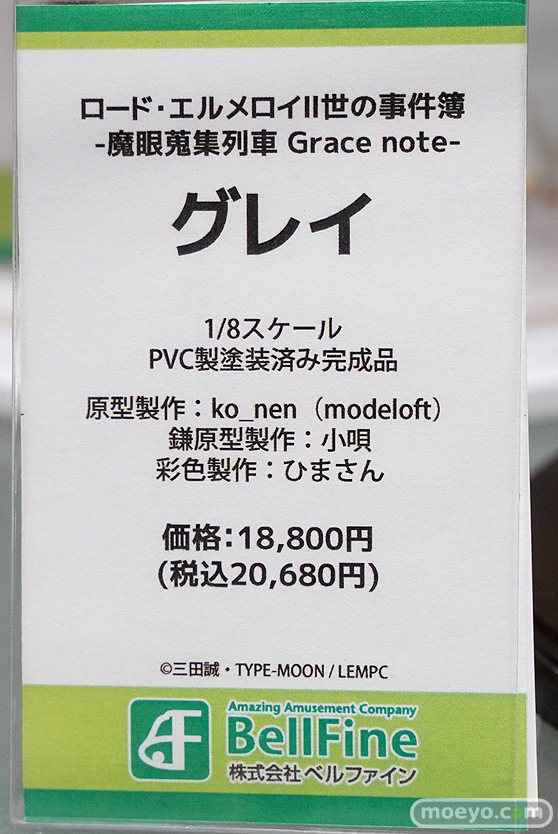 ロード・エルメロイII世の事件簿
-魔眼蒐集列車 Grace note-
グレイ
1/8スケール
PVC製塗装済み完成品
原型製作：ko_nen（modeloft）
鎌原型製作：小唄
彩色製作：ひまさん
価格：18,800円
(税込20,680円)
©三田誠・TYPE-MOON / LEMPC
Amazing Amusement Company
BellFine
株式会社ベルファイン
moeyo.com